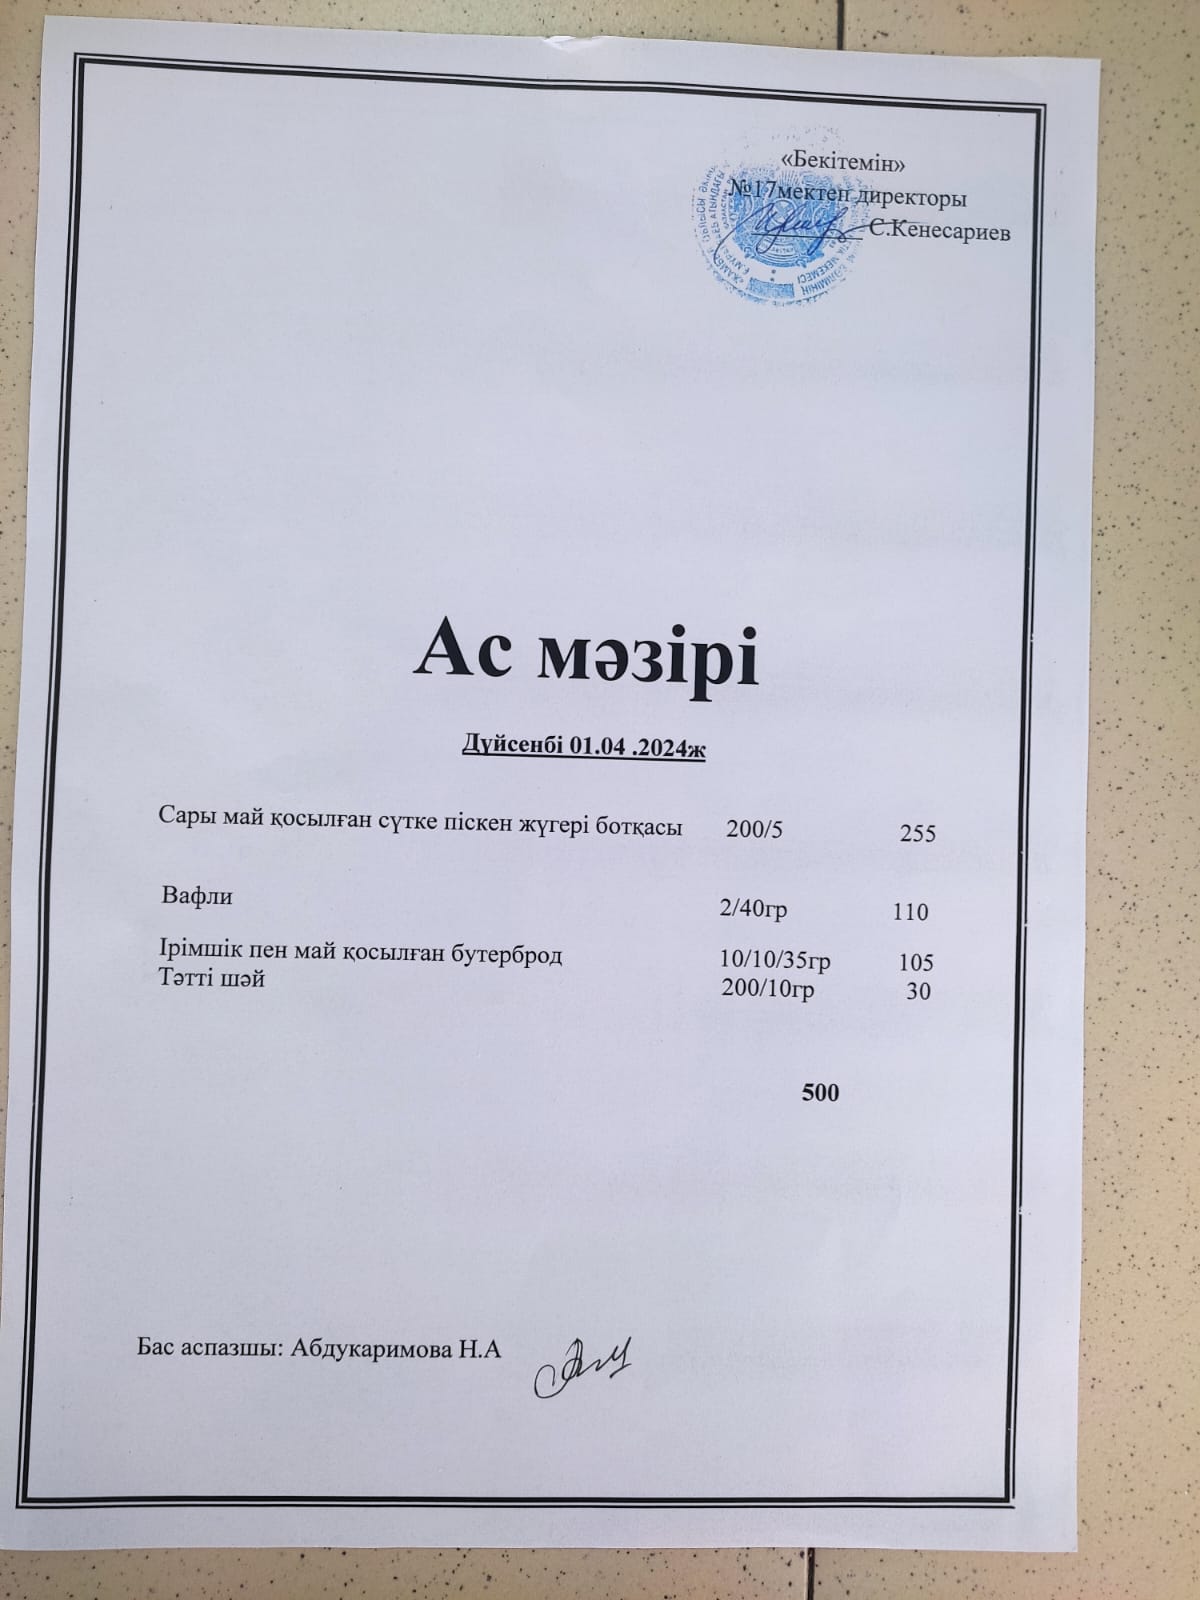 «Бекітемін»
№17мектеп директоры
С.Кенесариев
Ас мәзірі
Дүйсенбі 01.04 .2024ж
Сары май қосылған сүтке піскен жүгері ботқасы 200/5 255
Вафли 2/40гр 110
Ірімшік пен май қосылған бутерброд 10/10/35гр 105
Тәтті шәй 200/10гр 30
500
Бас аспазшы: Абдукаримова Н.А